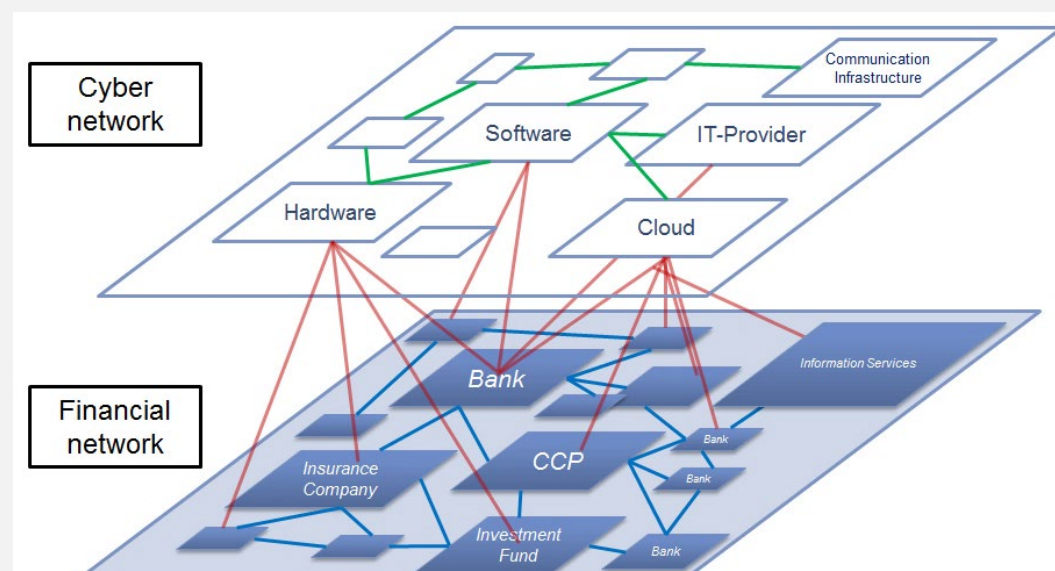 Cyber
network
Communication
Infrastructure
Software
IT-Provider
Hardware
Cloud
Financial
network
Bank
Information Services
Insurance
Company
CCP
Bank
Bank
Investment
Fund
Bank